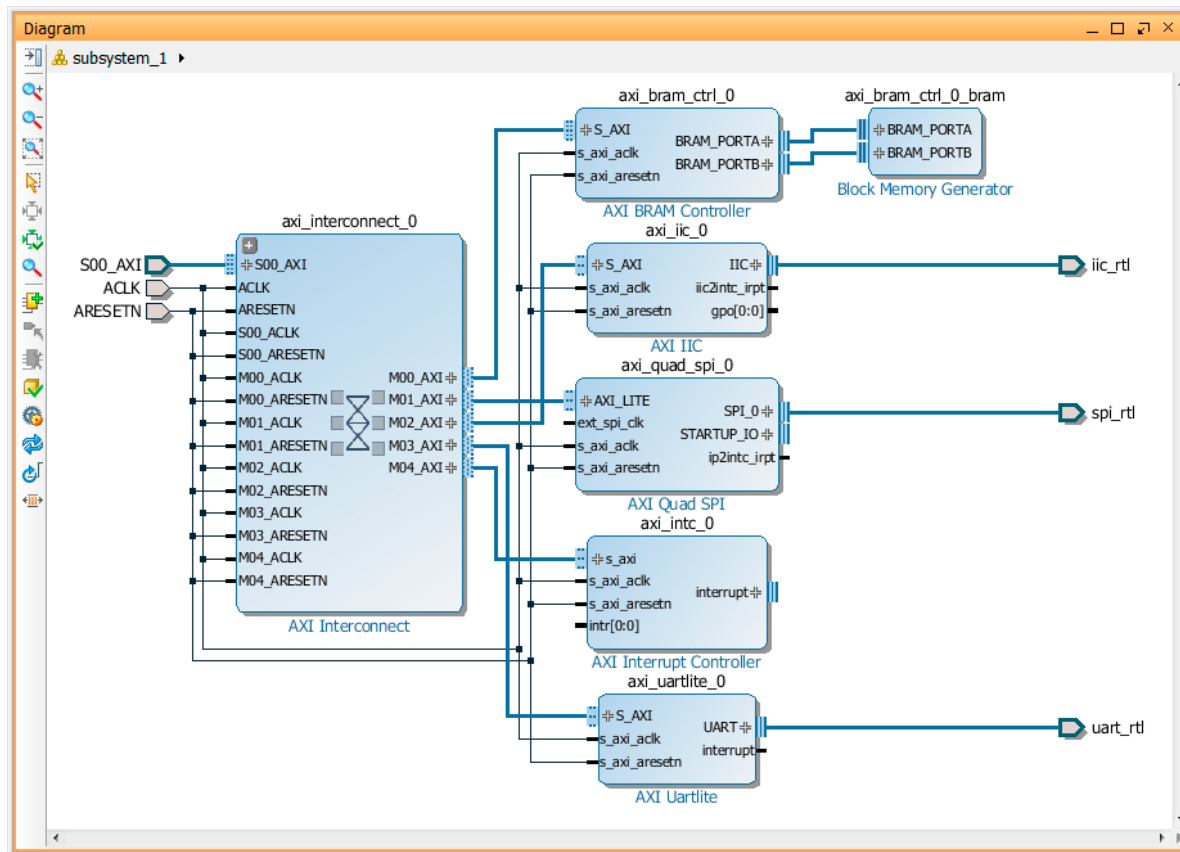 Diagram
subsystem_1
axi_interconnect_0
S00_AXI
ACLK
ARESETN
S00_AXI
ACLK
ARESETN
S00_ACLK
S00_ARESETN
M00_ACLK
M00_ARESETN
M01_ACLK
M01_ARESETN
M02_ACLK
M02_ARESETN
M03_ACLK
M03_ARESETN
M04_ACLK
M04_ARESETN
M00_AXI
M01_AXI
M02_AXI
M03_AXI
M04_AXI
AXI Interconnect
axi_bram_ctrl_0
S_AXI
s_axi_aclk
s_axi_aresetn
BRAM_PORTA
BRAM_PORTB
AXI BRAM Controller
axi_bram_ctrl_0_bram
BRAM_PORTA
BRAM_PORTB
Block Memory Generator
axi_iic_0
S_AXI
s_axi_aclk
s_axi_aresetn
IIC
iic2intc_irpt
gpo[0:0]
AXI IIC
iic_rtl
axi_quad_spi_0
AXI_LITE
ext_spi_clk
s_axi_aclk
s_axi_aresetn
SPI_0
STARTUP_IO
ip2intc_irpt
AXI Quad SPI
spi_rtl
axi_intc_0
s_axi
s_axi_aclk
s_axi_aresetn
intr[0:0]
interrupt
AXI Interrupt Controller
axi_uartlite_0
S_AXI
s_axi_aclk
s_axi_aresetn
UART
interrupt
AXI Uartlite
uart_rtl